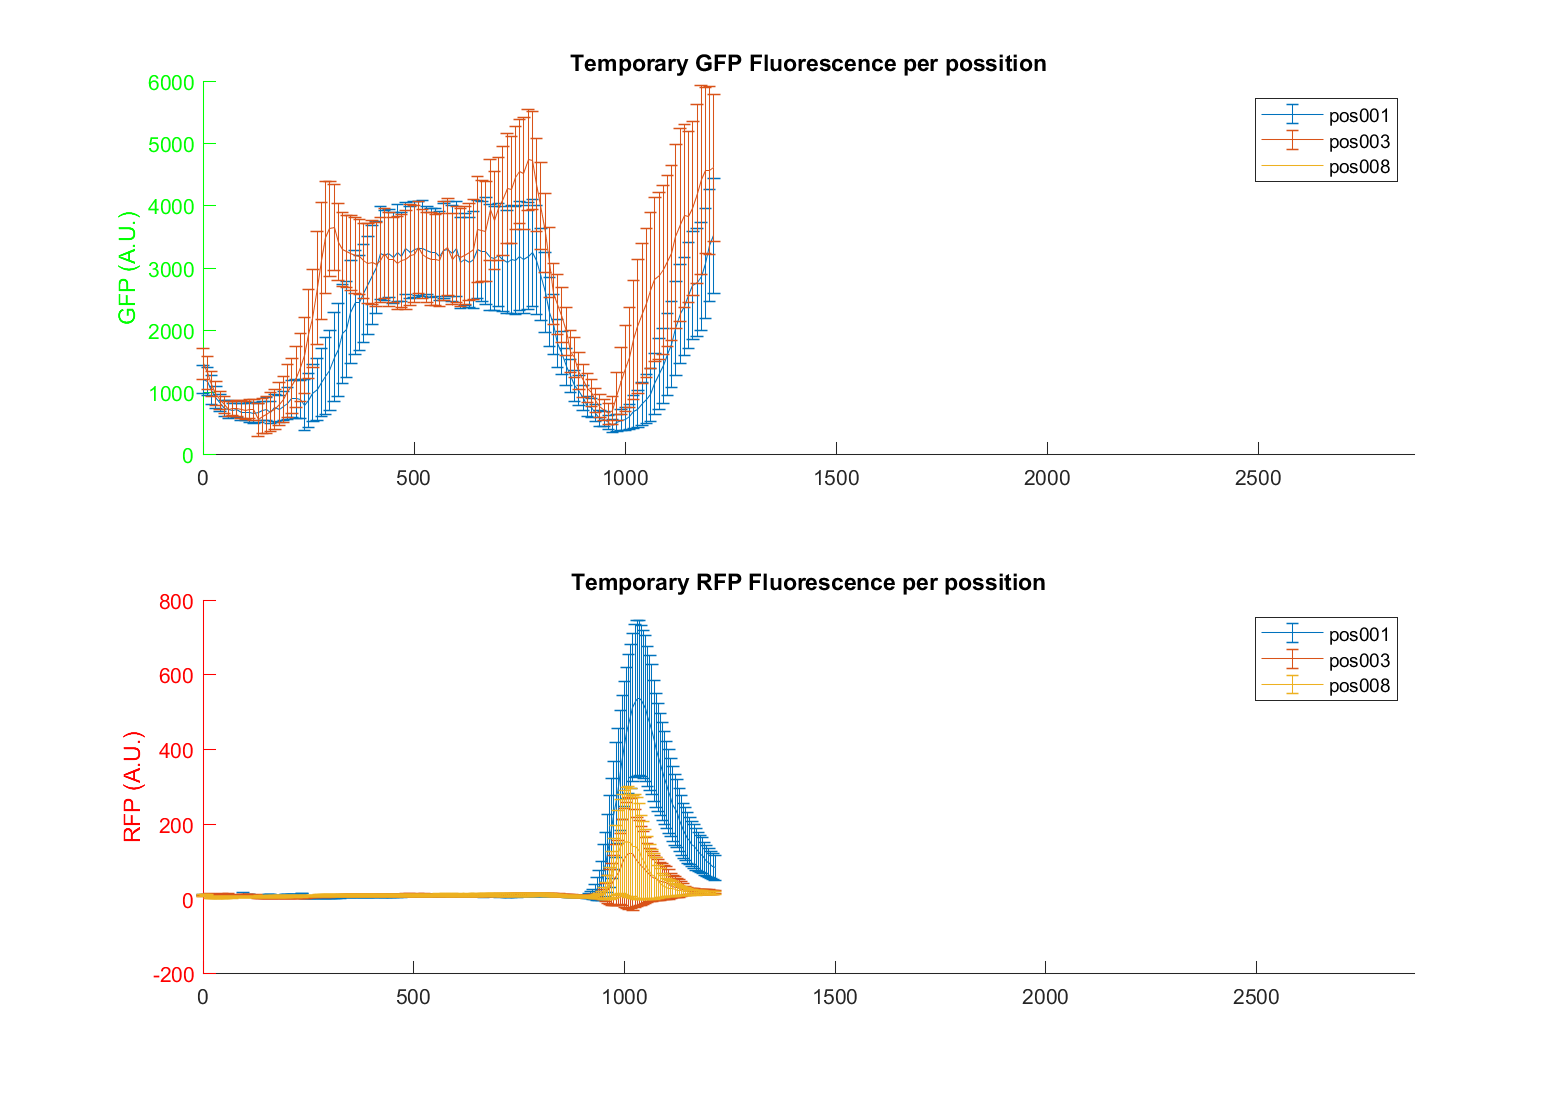 Temporary GFP Fluorescence per possition
6000
5000
4000
3000
2000
1000
0
GFP (A.U.)
0 500 1000 1500 2000 2500
pos001
pos003
pos008
Temporary RFP Fluorescence per possition
800
600
400
200
0
-200
RFP (A.U.)
0 500 1000 1500 2000 2500
pos001
pos003
pos008